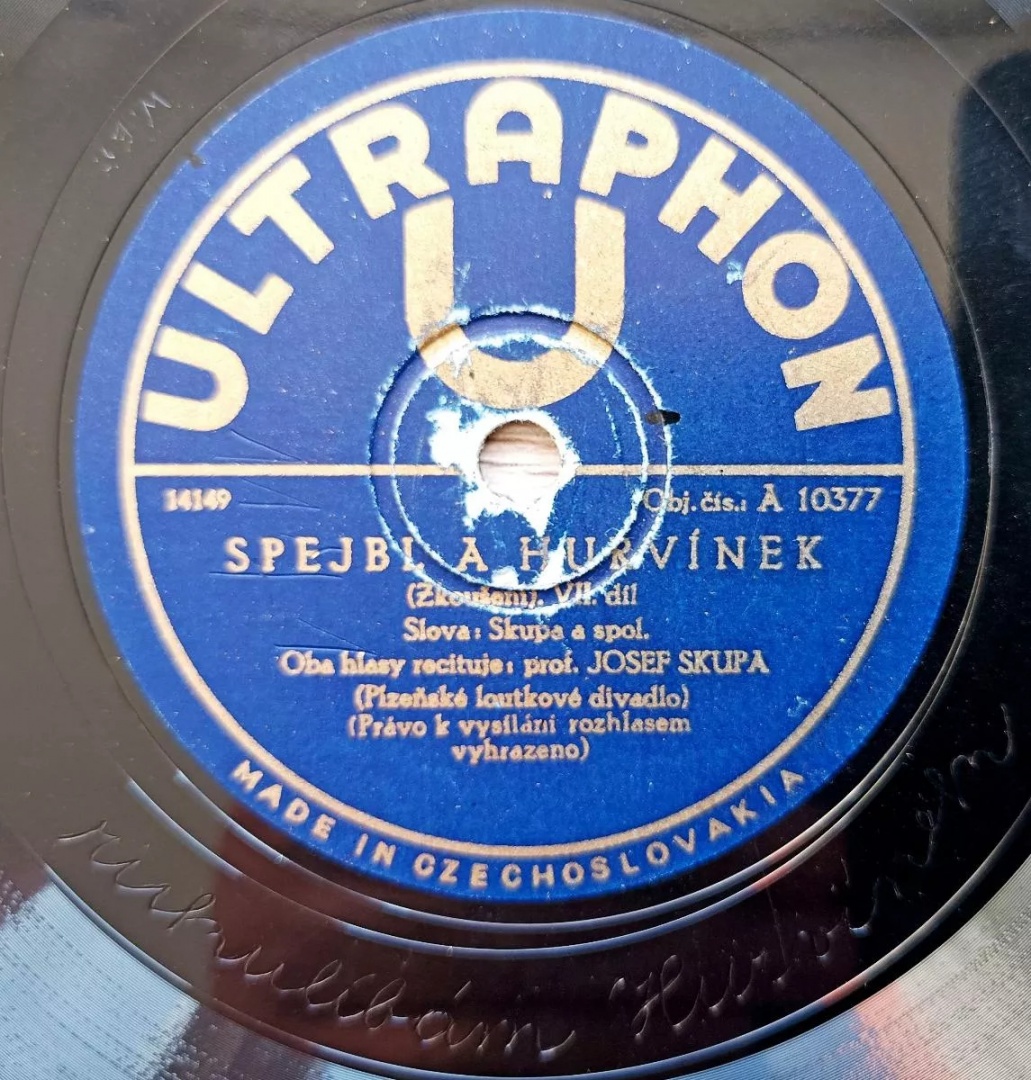 ULTRAPHON
U
14149
Obj. čís.: A 10377
SPEJBL A HURVÍNEK
(Zkoušení). VII. díl
Slova: Skupa a spol.
Oba hlasy recituje: prof. JOSEF SKUPA
(Plzeňské loutkové divadlo)
(Právo k vysílání rozhlasem
vyhrazeno)
MADE IN CZECHOSLOVAKIA
Hurvínem